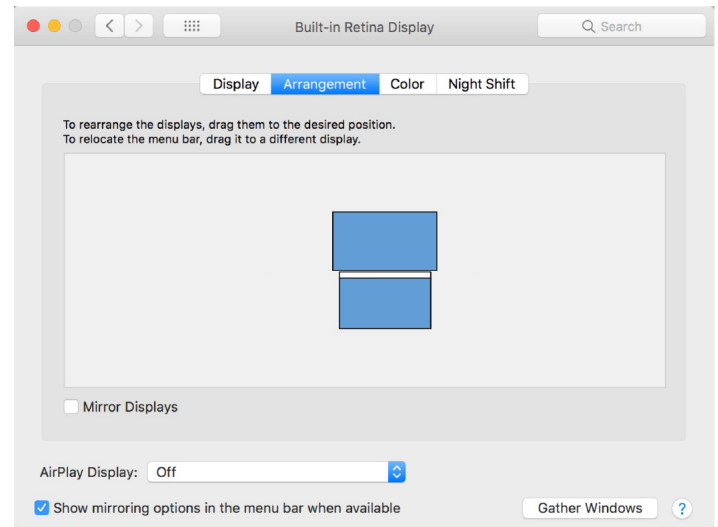 Built-in Retina Display
Search
Display Arrangement Color Night Shift
To rearrange the displays, drag them to the desired position.
To relocate the menu bar, drag it to a different display.
Mirror Displays
AirPlay Display: Off
Show mirroring options in the menu bar when available
Gather Windows ?